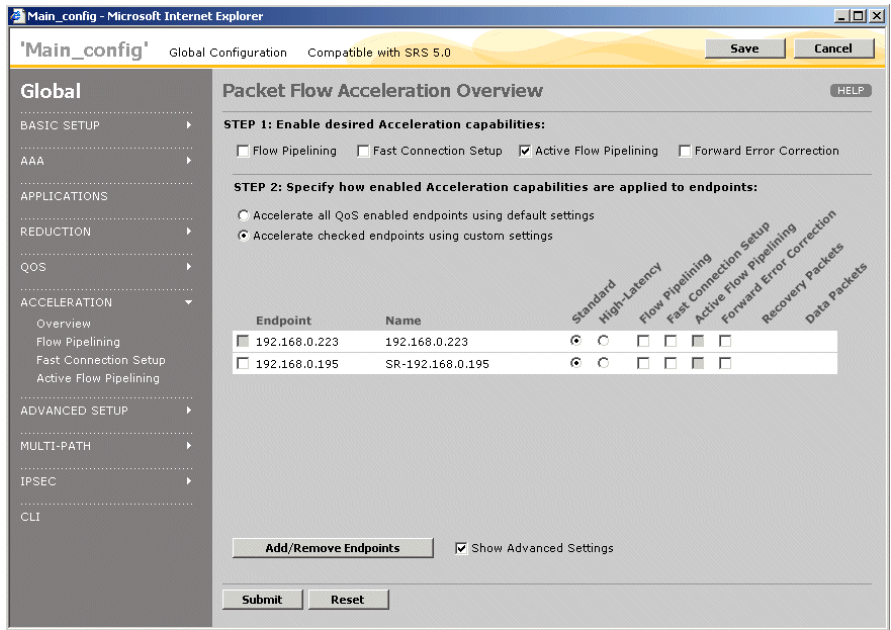 Main_config - Microsoft Internet Explorer
'Main_config' Global Configuration Compatible with SRS 5.0 Save Cancel
Global
BASIC SETUP
AAA
APPLICATIONS
REDUCTION
QOS
ACCELERATION
Overview
Flow Pipelining
Fast Connection Setup
Active Flow Pipelining
ADVANCED SETUP
MULTI-PATH
IPSEC
CLI
Packet Flow Acceleration Overview HELP
STEP 1: Enable desired Acceleration capabilities:
Flow Pipelining Fast Connection Setup Active Flow Pipelining Forward Error Correction
STEP 2: Specify how enabled Acceleration capabilities are applied to endpoints:
Accelerate all QoS enabled endpoints using default settings
Accelerate checked endpoints using custom settings
Endpoint Name Standard High-Latency Flow Pipelining Fast Connection Setup Active Flow Pipelining Forward Error Correction Recovery Packets Data Packets
192.168.0.223 192.168.0.223
192.168.0.195 SR-192.168.0.195
Add/Remove Endpoints Show Advanced Settings
Submit Reset